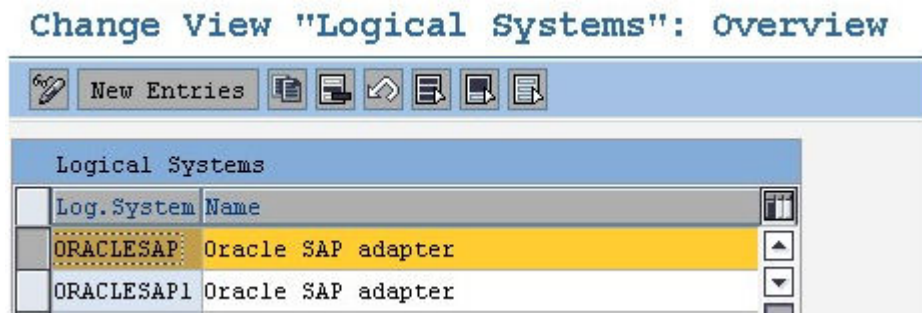 Change View "Logical Systems": Overview
New Entries
Logical Systems
Log.System Name
ORACLESAP Oracle SAP adapter
ORACLESAP1 Oracle SAP adapter